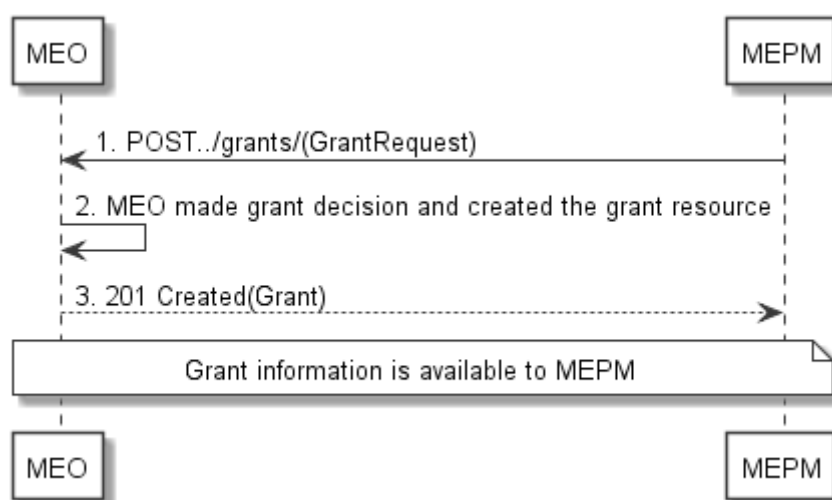 MEO
MEPM
1. POST../grants/(GrantRequest)
2. MEO made grant decision and created the grant resource
3. 201 Created(Grant)
Grant information is available to MEPM
MEO
MEPM